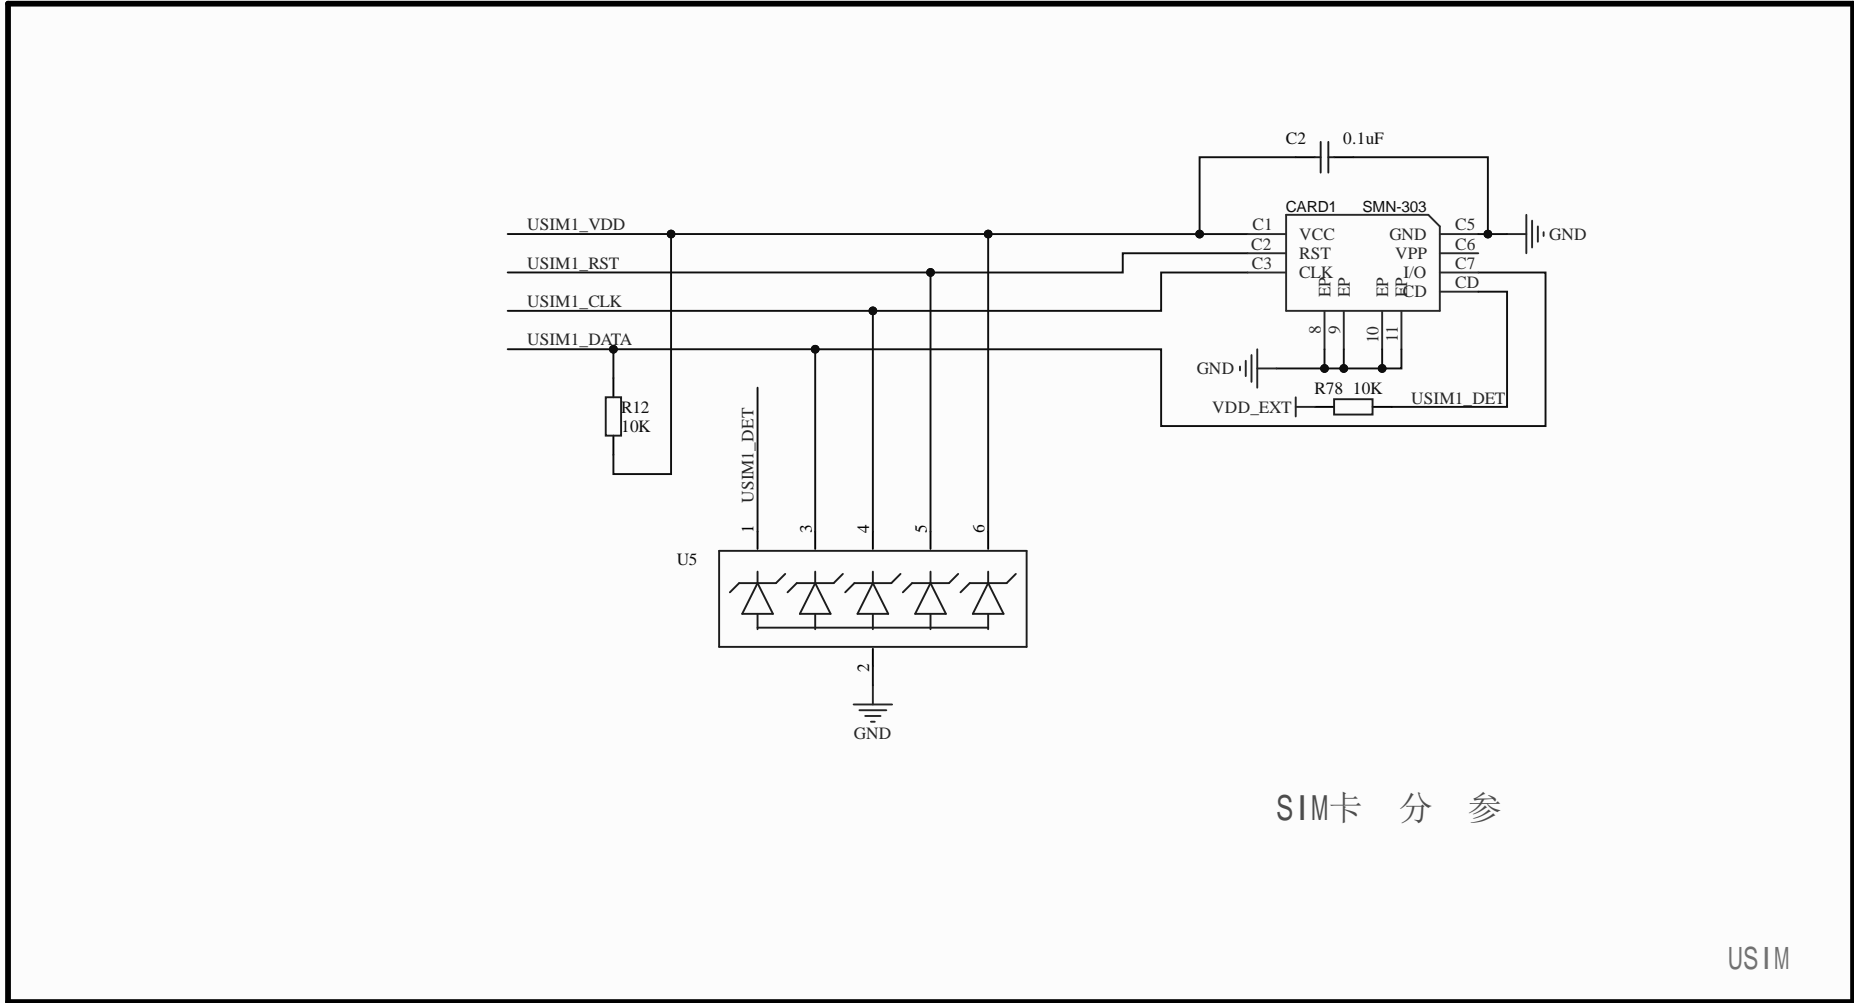 C2 0.1uF
CARD1 SMN-303
USIM1_VDD
C1 VCC GND C5
GND
C2 RST VPP C6
USIM1_RST
C3 CLK I/O C7
EP EP EP EP
CD CD
USIM1_CLK
8 9 10 11
USIM1_DATA
GND
R78 10K
VDD_EXT
USIM1_DET
R12
10K
USIM1_DET
1 3 4 5 6
U5
2
GND
SIM卡 分 参
USIM